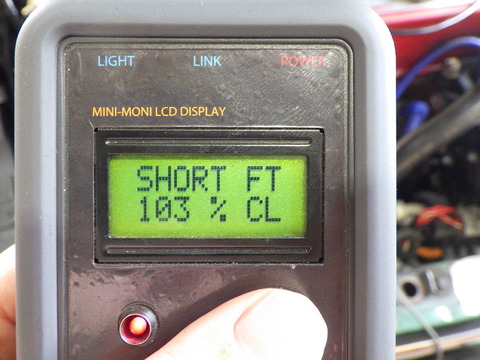 LIGHT LINK POWER
MINI-MONI LCD DISPLAY
SHORT FT
103 % CL